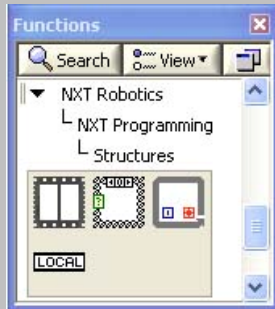 Functions
Search View
NXT Robotics
NXT Programming
Structures
LOCAL